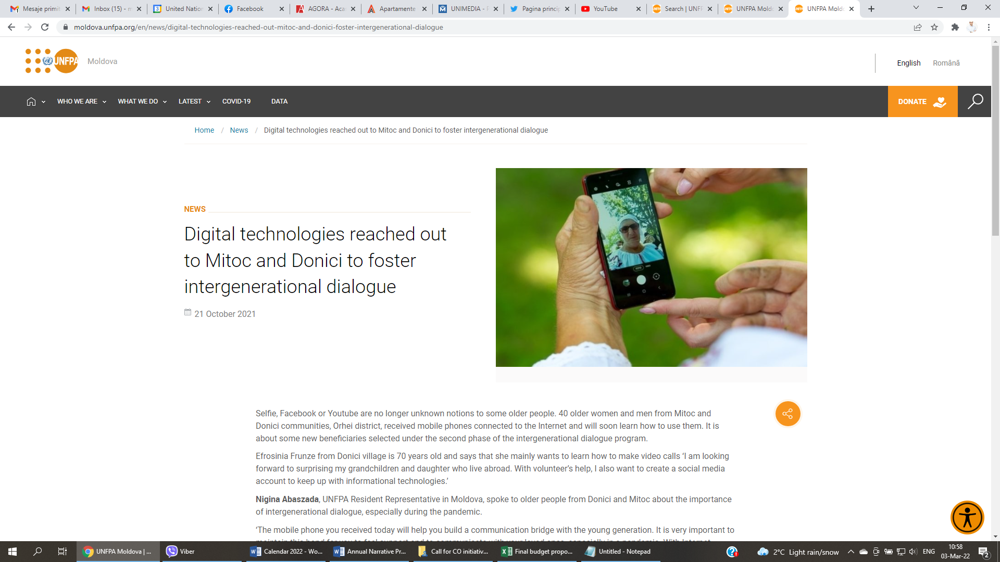 Mesaje primit
Inbox (15) - m
United Nation
Facebook
AGORA - Aca
Apartamente
UNIMEDIA - P
Pagina princip
YouTube
Search | UNFP
UNFPA Moldo
UNFPA Moldo
moldova.unfpa.org/en/news/digital-technologies-reached-out-mitoc-and-donici-foster-intergenerational-dialogue
UNFPA
Moldova
English
Română
WHO WE ARE
WHAT WE DO
LATEST
COVID-19
DATA
DONATE
Home / News / Digital technologies reached out to Mitoc and Donici to foster intergenerational dialogue
NEWS
Digital technologies reached out
to Mitoc and Donici to foster
intergenerational dialogue
21 October 2021
Selfie, Facebook or Youtube are no longer unknown notions to some older people. 40 older women and men from Mitoc and
Donici communities, Orhei district, received mobile phones connected to the Internet and will soon learn how to use them. It is
about some new beneficiaries selected under the second phase of the intergenerational dialogue program.
Efrosinia Frunze from Donici village is 70 years old and says that she mainly wants to learn how to make video calls ‘I am looking
forward to surprising my grandchildren and daughter who live abroad. With volunteer’s help, I also want to create a social media
account to keep up with informational technologies.’
Nigina Abaszada, UNFPA Resident Representative in Moldova, spoke to older people from Donici and Mitoc about the importance
of intergenerational dialogue, especially during the pandemic.
‘The mobile phone you received today will help you build a communication bridge with the young generation. It is very important to
UNFPA Moldova | ...
Viber
Calendar 2022 - Wo...
Annual Narrative Pr...
Call for CO initiativ...
Final budget propo...
Untitled - Notepad
2°C Light rain/snow
ENG
10:58
03-Mar-22
2